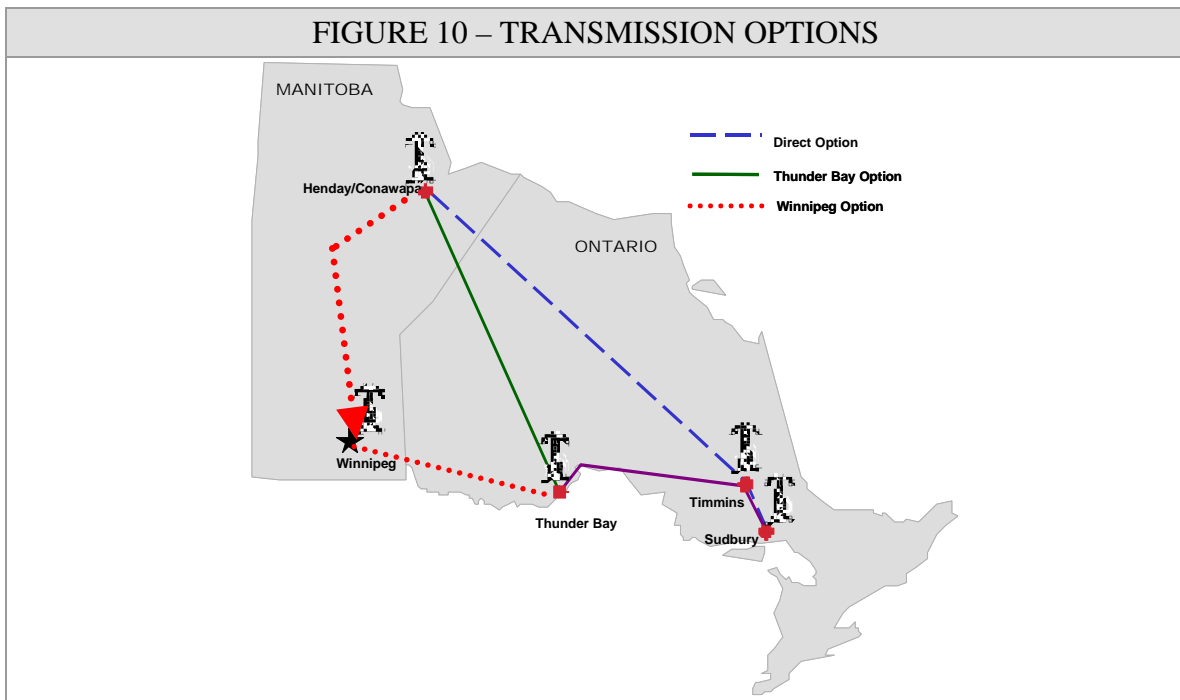 FIGURE 10 – TRANSMISSION OPTIONS
MANITOBA
Direct Option
Thunder Bay Option
Winnipeg Option
Henday/Conawapa
ONTARIO
Winnipeg
Thunder Bay
Timmins
Sudbury